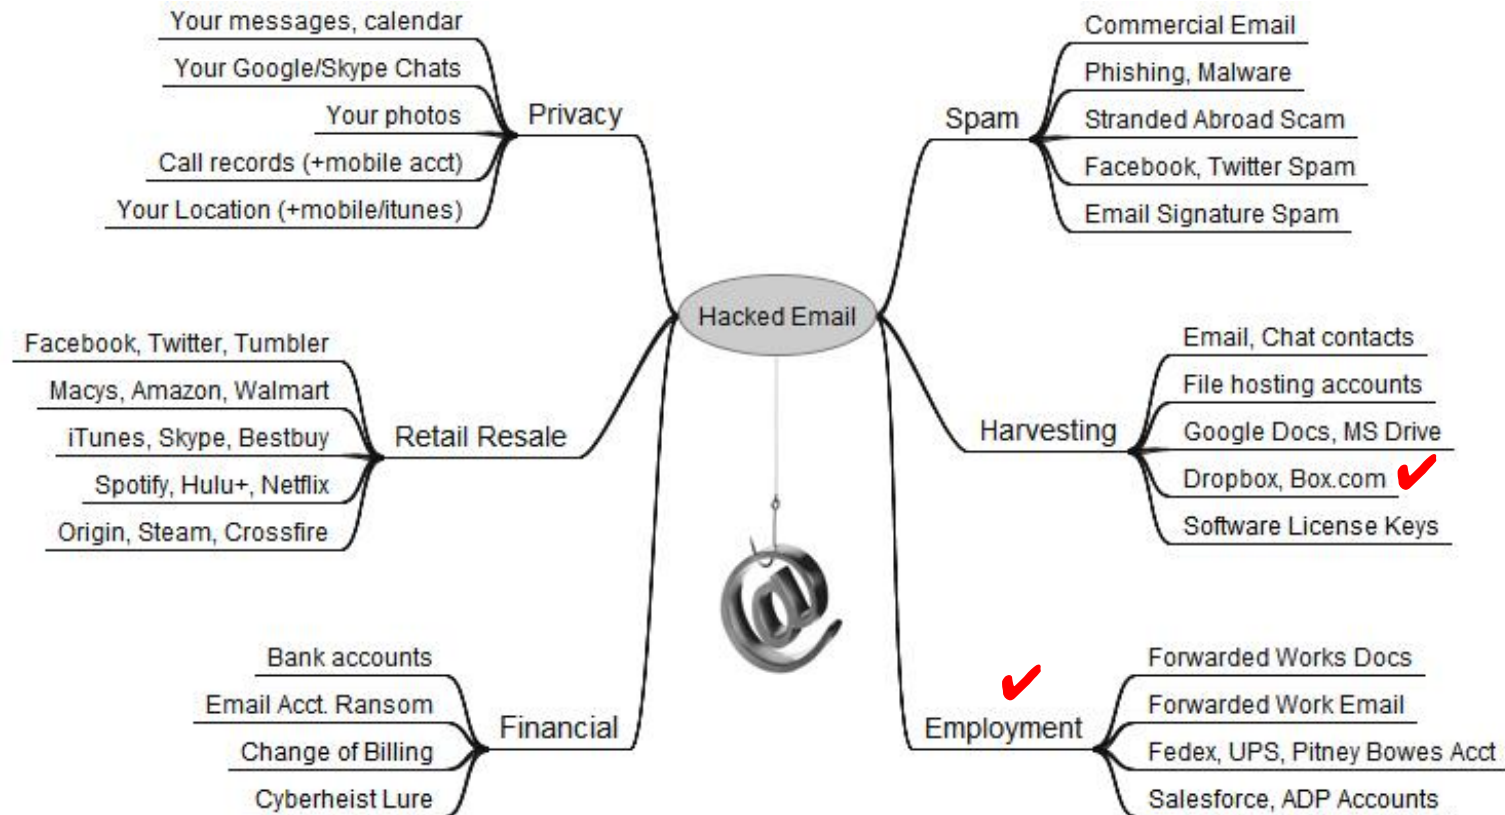 Hacked Email
Privacy
Your messages, calendar
Your Google/Skype Chats
Your photos
Call records (+mobile acct)
Your Location (+mobile/itunes)
Retail Resale
Facebook, Twitter, Tumbler
Macys, Amazon, Walmart
iTunes, Skype, Bestbuy
Spotify, Hulu+, Netflix
Origin, Steam, Crossfire
Financial
Bank accounts
Email Acct. Ransom
Change of Billing
Cyberheist Lure
Spam
Commercial Email
Phishing, Malware
Stranded Abroad Scam
Facebook, Twitter Spam
Email Signature Spam
Harvesting
Email, Chat contacts
File hosting accounts
Google Docs, MS Drive
Dropbox, Box.com ✔
Software License Keys
✔
Employment
Forwarded Works Docs
Forwarded Work Email
Fedex, UPS, Pitney Bowes Acct
Salesforce, ADP Accounts
@